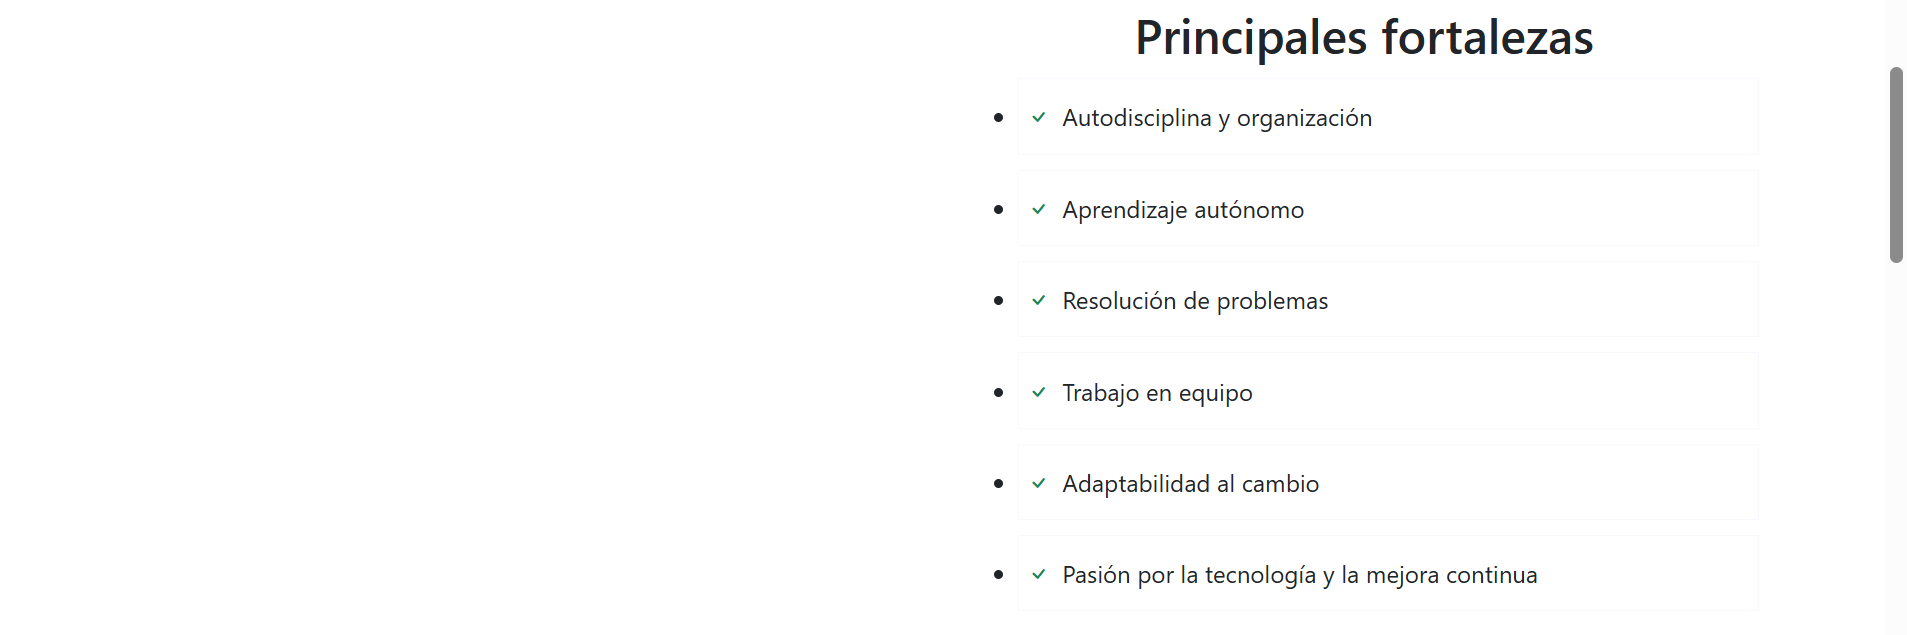 Principales fortalezas
Autodisciplina y organización
Aprendizaje autónomo
Resolución de problemas
Trabajo en equipo
Adaptabilidad al cambio
Pasión por la tecnología y la mejora continua